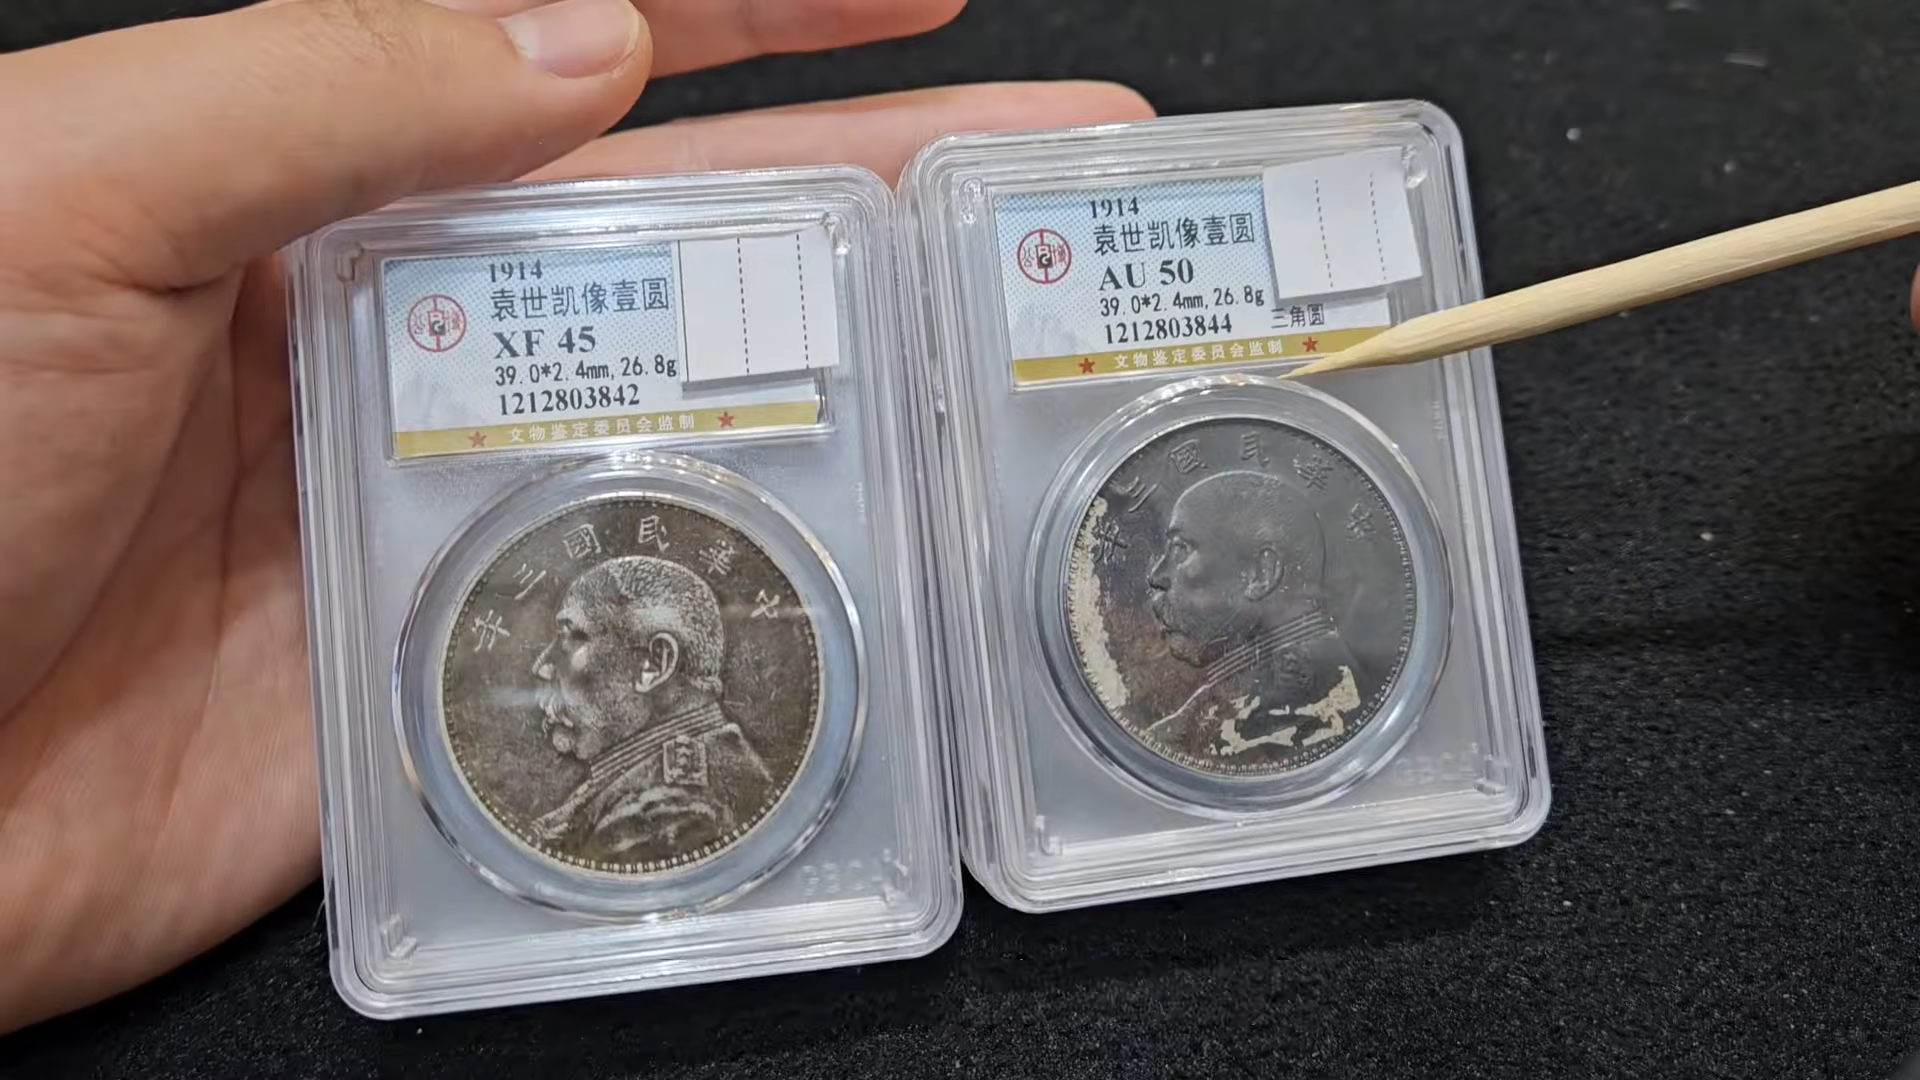 1914
袁世凯像壹圆
XF 45
39.0*2.4mm,26.8g
1212803842
文物鉴定委员会监制
中華民國三年
1914
袁世凯像壹圆
AU 50
39.0*2.4mm,26.8g
1212803844 三角圆
文物鉴定委员会监制
中華民國三年